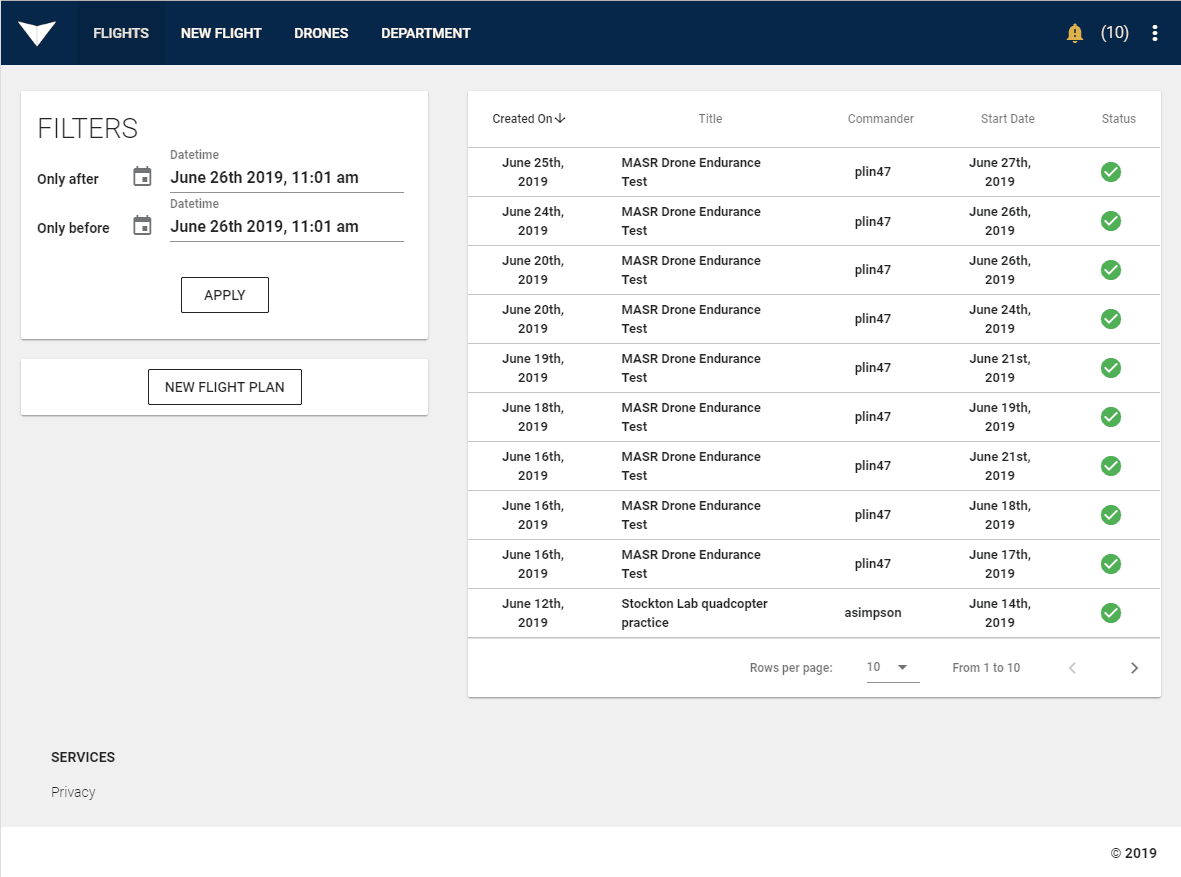 FLIGHTS NEW FLIGHT DRONES DEPARTMENT (10)
FILTERS
Only after
Datetime
June 26th 2019, 11:01 am
Only before
Datetime
June 26th 2019, 11:01 am
APPLY
NEW FLIGHT PLAN
Created On Title Commander Start Date Status
June 25th, MASR Drone Endurance plin47 June 27th,
2019 Test 2019
June 24th, MASR Drone Endurance plin47 June 26th,
2019 Test 2019
June 20th, MASR Drone Endurance plin47 June 26th,
2019 Test 2019
June 20th, MASR Drone Endurance plin47 June 24th,
2019 Test 2019
June 19th, MASR Drone Endurance plin47 June 21st,
2019 Test 2019
June 18th, MASR Drone Endurance plin47 June 19th,
2019 Test 2019
June 16th, MASR Drone Endurance plin47 June 21st,
2019 Test 2019
June 16th, MASR Drone Endurance plin47 June 18th,
2019 Test 2019
June 16th, MASR Drone Endurance plin47 June 17th,
2019 Test 2019
June 12th, Stockton Lab quadcopter asimpson June 14th,
2019 practice 2019
Rows per page: 10 From 1 to 10
SERVICES
Privacy
© 2019